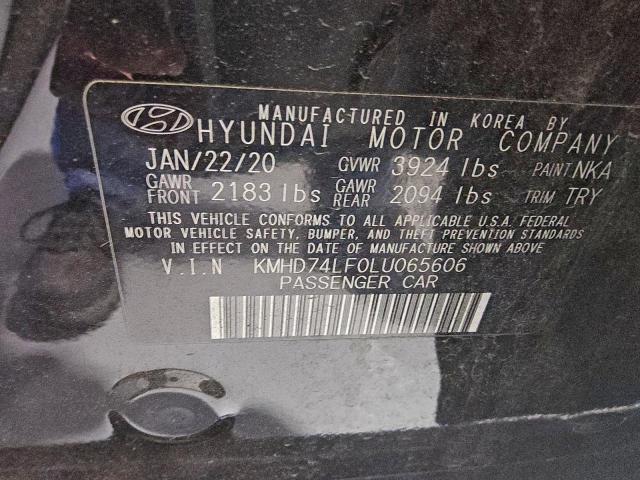 MANUFACTURED IN KOREA BY
HYUNDAI MOTOR COMPANY
JAN/22/20 GVWR 3924 lbs PAINT NKA
GAWR FRONT 2183 lbs GAWR REAR 2094 lbs TRIM TRY
THIS VEHICLE CONFORMS TO ALL APPLICABLE U.S.A. FEDERAL
MOTOR VEHICLE SAFETY, BUMPER, AND THEFT PREVENTION STANDARDS
IN EFFECT ON THE DATE OF MANUFACTURE SHOWN ABOVE
V.I.N KMHD74LF0LU065606
PASSENGER CAR